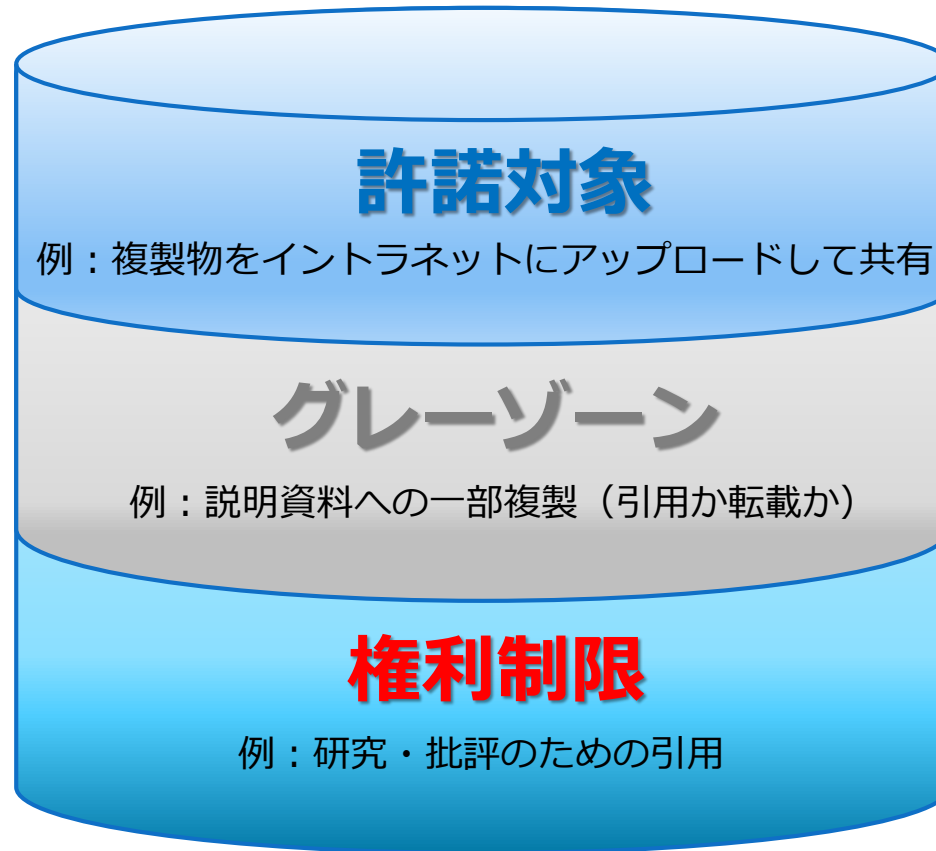 許諾対象
例：複製物をイントラネットにアップロードして共有
グレーゾーン
例：説明資料への一部複製（引用か転載か）
権利制限
例：研究・批評のための引用